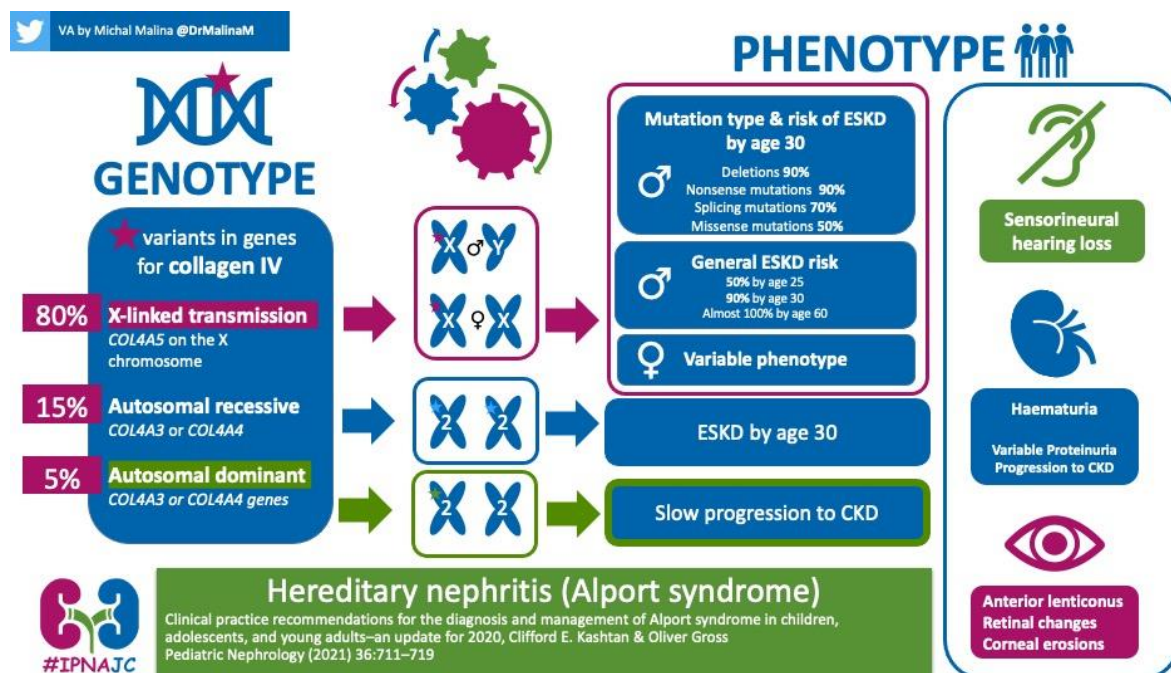 VA by Michal Malina @DrMalinaM
GENOTYPE
variants in genes
for collagen IV
80%
X-linked transmission
COL4A5 on the X
chromosome
15%
Autosomal recessive
COL4A3 or COL4A4
5%
Autosomal dominant
COL4A3 or COL4A4 genes
X ♂ Y
X ♀ X
2 2
2 2
PHENOTYPE
Mutation type & risk of ESKD
by age 30
♂
Deletions 90%
Nonsense mutations 90%
Splicing mutations 70%
Missense mutations 50%
General ESKD risk
♂
50% by age 25
90% by age 30
Almost 100% by age 60
♀ Variable phenotype
ESKD by age 30
Slow progression to CKD
Sensorineural
hearing loss
Haematuria
Variable Proteinuria
Progression to CKD
Anterior lenticonus
Retinal changes
Corneal erosions
#IPNAJC
Hereditary nephritis (Alport syndrome)
Clinical practice recommendations for the diagnosis and management of Alport syndrome in children,
adolescents, and young adults–an update for 2020, Clifford E. Kashtan & Oliver Gross
Pediatric Nephrology (2021) 36:711–719